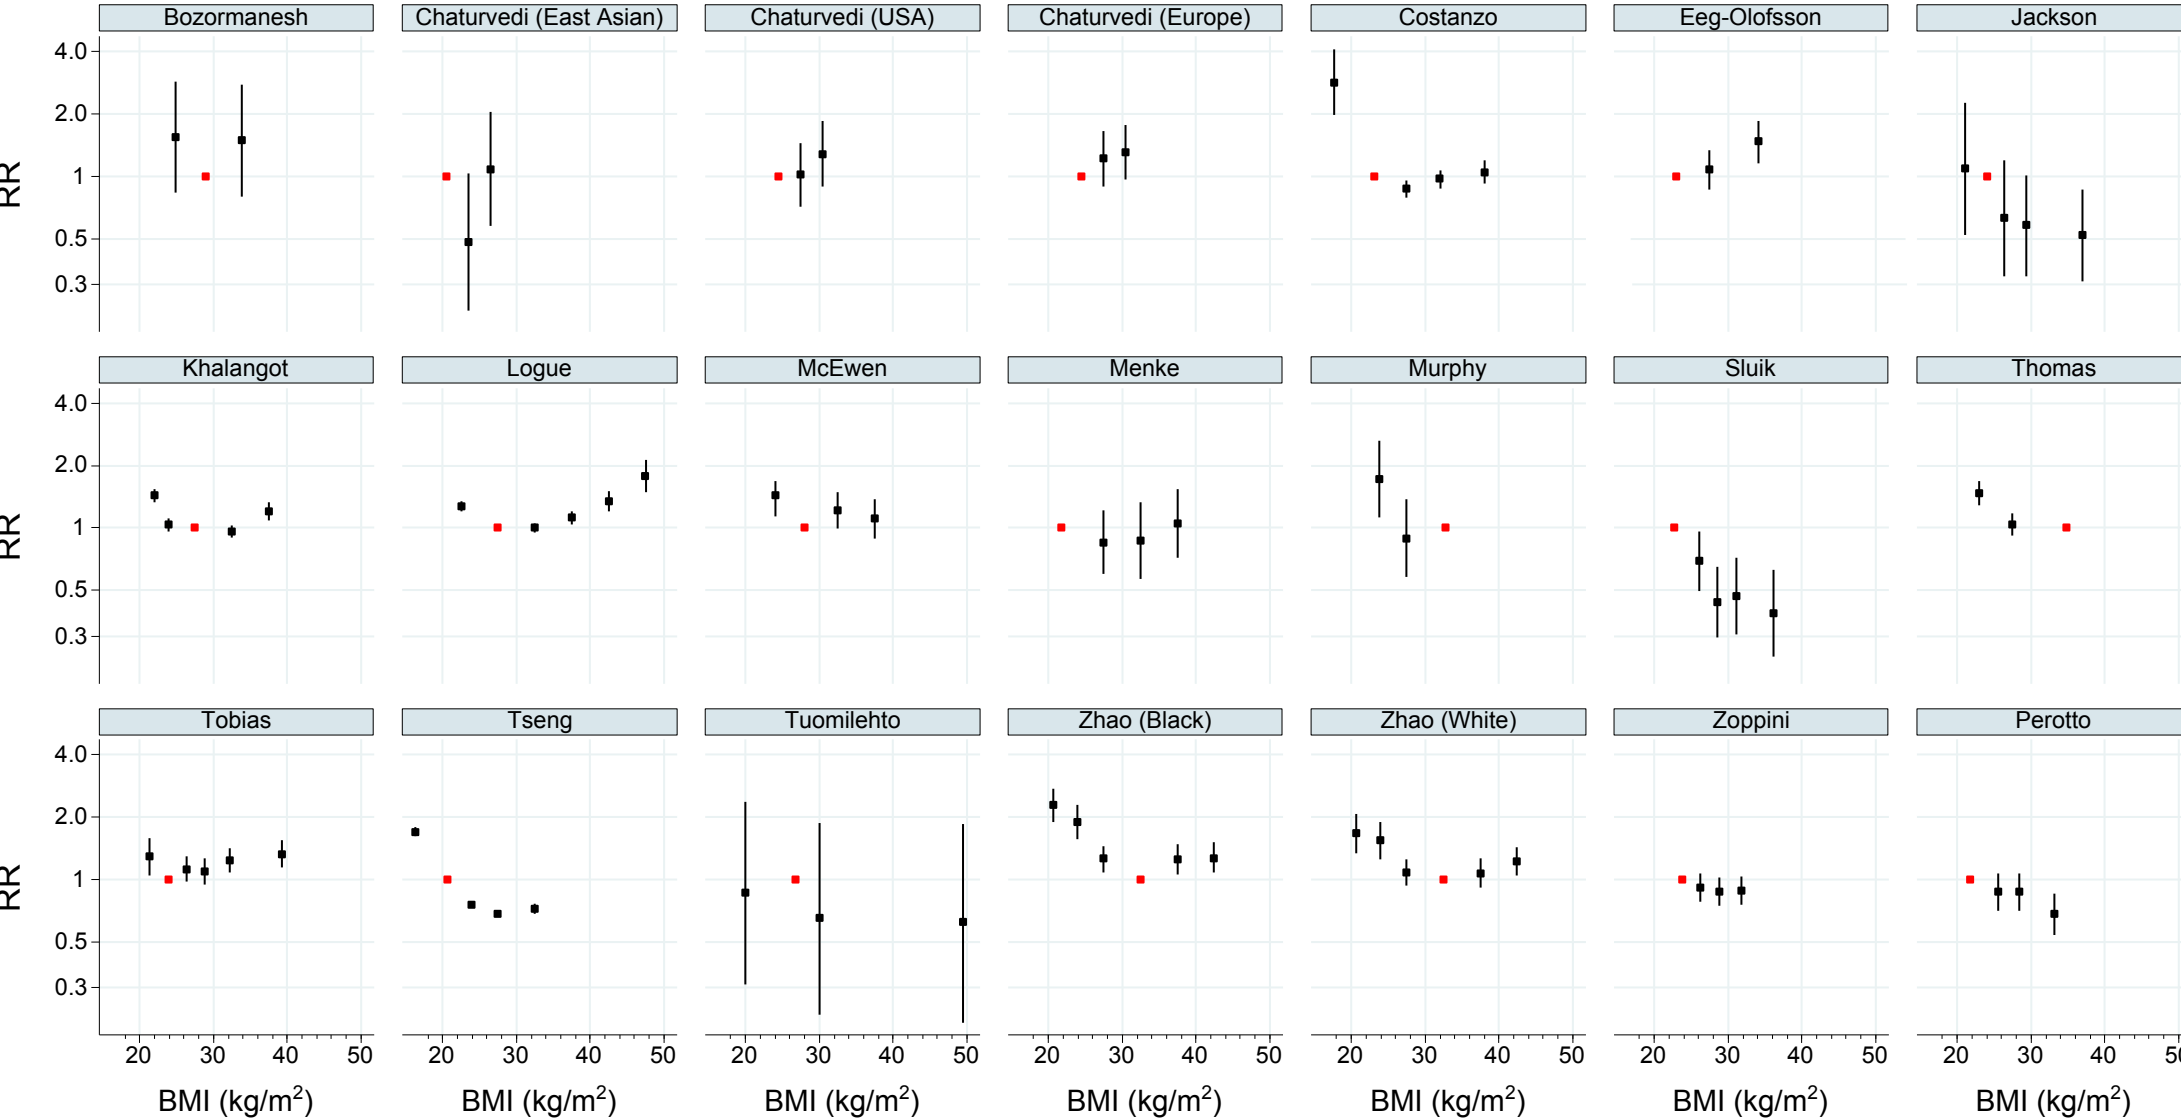 Bozormanesh Chaturvedi (East Asian) Chaturvedi (USA) Chaturvedi (Europe) Costanzo Eeg-Olofsson Jackson
4.0
2.0
1
0.5
0.3
RR
Khalangot Logue McEwen Menke Murphy Sluik Thomas
4.0
2.0
1
0.5
0.3
RR
Tobias Tseng Tuomilehto Zhao (Black) Zhao (White) Zoppini Perotto
4.0
2.0
1
0.5
0.3
RR
20 30 40 50 20 30 40 50 20 30 40 50 20 30 40 50 20 30 40 50 20 30 40 50 20 30 40 50
BMI (kg/m²) BMI (kg/m²) BMI (kg/m²) BMI (kg/m²) BMI (kg/m²) BMI (kg/m²) BMI (kg/m²)